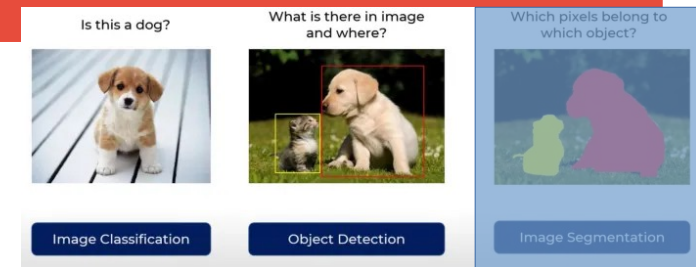 Is this a dog?
What is there in image
and where?
Which pixels belong to
which object?
Image Classification
Object Detection
Image Segmentation